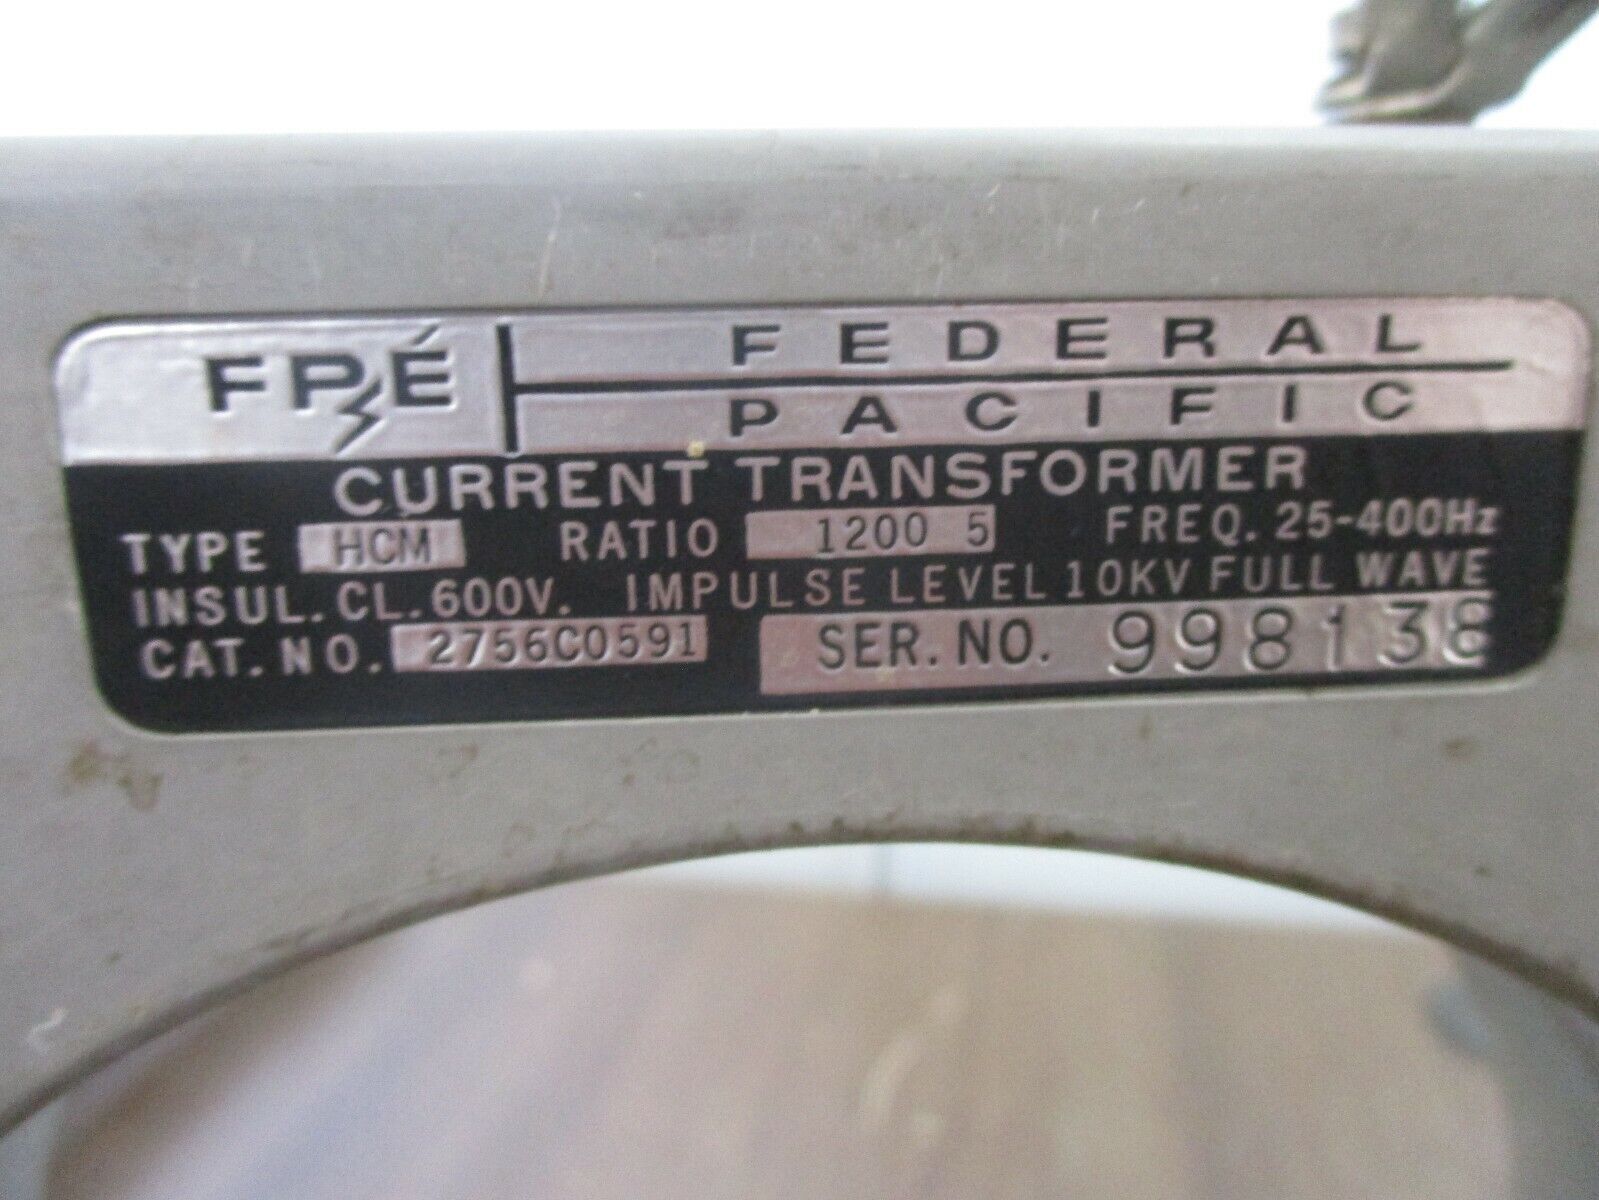 FPÉ FEDERAL
PACIFIC
CURRENT TRANSFORMER
TYPE HCM RATIO 1200 5 FREQ. 25-400Hz
INSUL. CL. 600V. IMPULSE LEVEL 10KV FULL WAVE
CAT. NO. 2756C0591 SER. NO. 998138